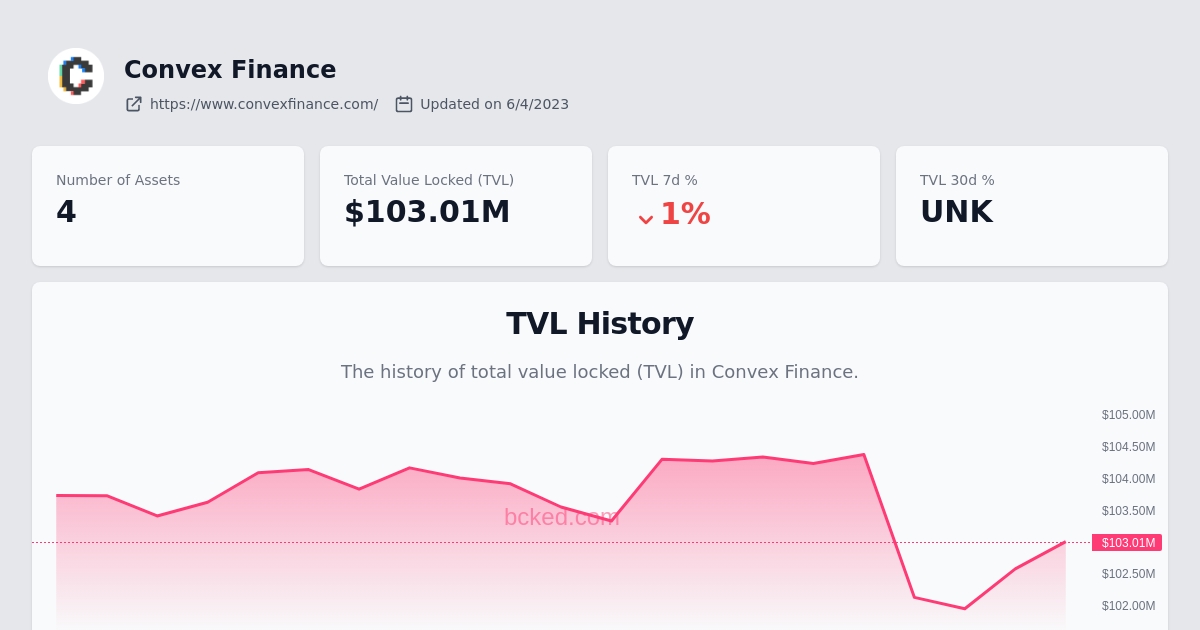 C
Convex Finance
https://www.convexfinance.com/ Updated on 6/4/2023
Number of Assets
4
Total Value Locked (TVL)
$103.01M
TVL 7d %
1%
TVL 30d %
UNK
TVL History
The history of total value locked (TVL) in Convex Finance.
$105.00M
$104.50M
$104.00M
$103.50M
bcked.com
$103.01M
$102.50M
$102.00M